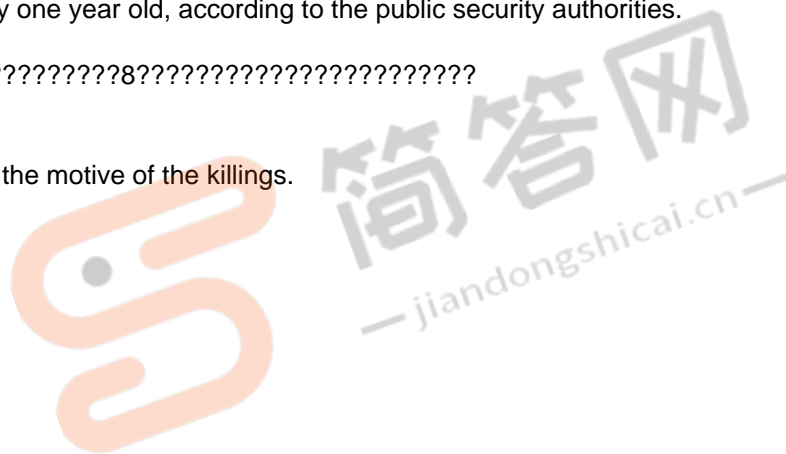 y one year old, according to the public security authorities.
????????8???????????????????????
the motive of the killings.
简答网
jiandongshicai.cn